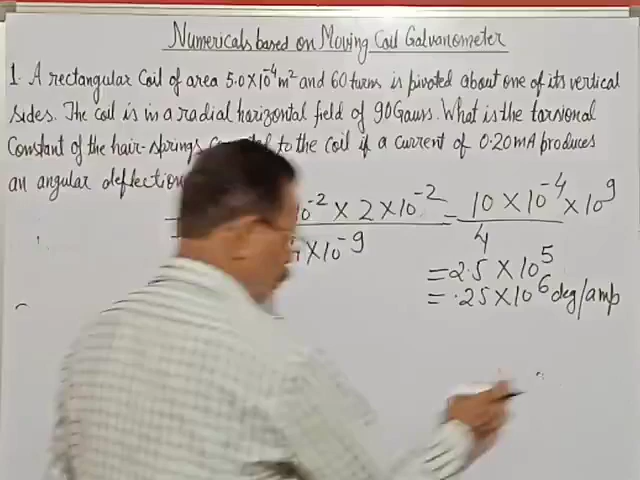 Numericals based on Moving Coil Galvanometer
1. A rectangular Coil of area 5.0×10⁻⁴m² and 60 turns is pivoted about one of its vertical
sides. The coil is in a radial horizontal field of 90 Gauss. What is the torsional
Constant of the hair-springs to the coil if a current of 0.20mA produces
an angular deflection
0⁻² × 2×10⁻² = 10 × 10⁻⁴ × 10⁹
×10⁻⁹ 4
= 2.5 × 10⁵
= .25 × 10⁶ deg/amp